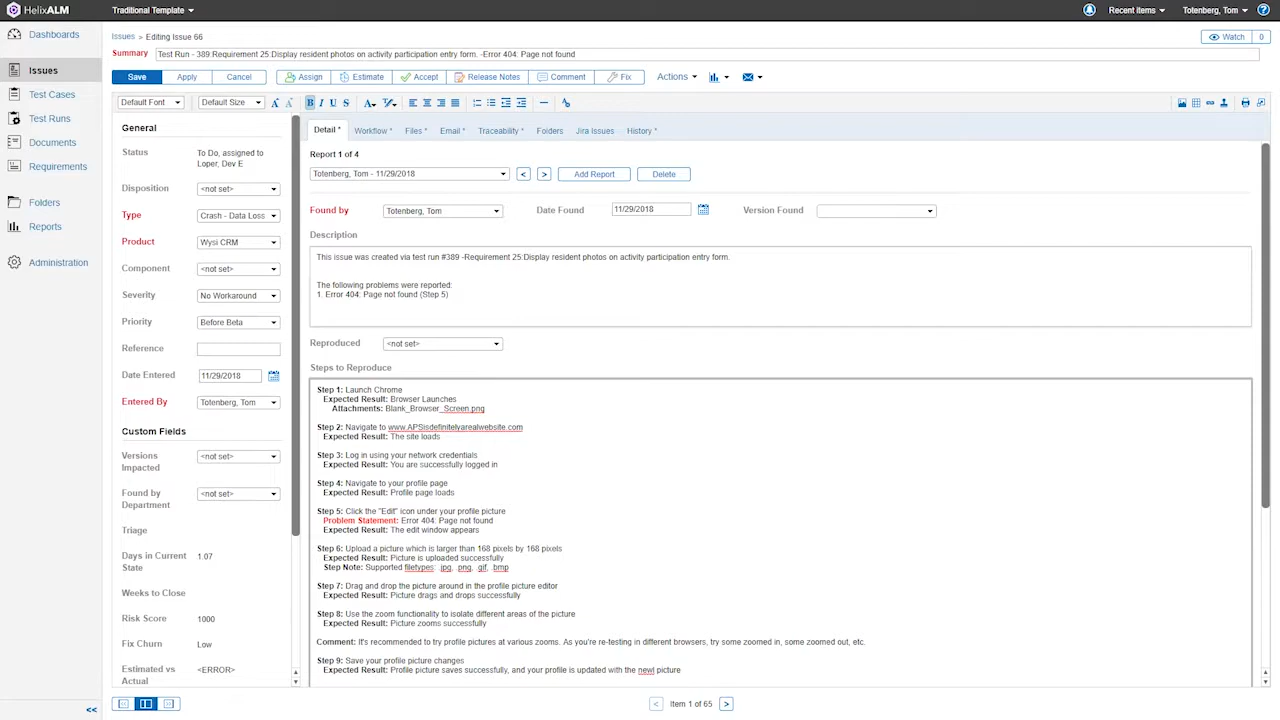 HelixALM Traditional Template Recent Items Totenberg, Tom
Dashboards
Issues
Test Cases
Test Runs
Documents
Requirements
Folders
Reports
Administration
<<
Issues > Editing Issue 66
Watch 0
Summary Test Run - 389:Requirement 25:Display resident photos on activity participation entry form. -Error 404: Page not found
Save Apply Cancel Assign Estimate Accept Release Notes Comment Fix Actions
Default Font Default Size B I U S
General
Status To Do, assigned to
Loper, Dev E
Disposition <not set>
Type Crash - Data Loss
Product Wysi CRM
Component <not set>
Severity No Workaround
Priority Before Beta
Reference
Date Entered 11/29/2018
Entered By Totenberg, Tom
Custom Fields
Versions
Impacted <not set>
Found by
Department <not set>
Triage
Days in Current
State 1.07
Weeks to Close
Risk Score 1000
Fix Churn Low
Estimated vs
Actual <ERROR>
Detail * Workflow * Files * Email * Traceability * Folders Jira Issues History *
Report 1 of 4
Totenberg, Tom - 11/29/2018 < > Add Report Delete
Found by Totenberg, Tom Date Found 11/29/2018 Version Found
Description
This issue was created via test run #389 -Requirement 25:Display resident photos on activity participation entry form.
The following problems were reported:
1. Error 404: Page not found (Step 5)
Reproduced <not set>
Steps to Reproduce
Step 1: Launch Chrome
Expected Result: Browser Launches
Attachments: Blank_Browser_Screen.png
Step 2: Navigate to www.APSisdefinitelyarealwebsite.com
Expected Result: The site loads
Step 3: Log in using your network credentials
Expected Result: You are successfully logged in
Step 4: Navigate to your profile page
Expected Result: Profile page loads
Step 5: Click the "Edit" icon under your profile picture
Problem Statement: Error 404: Page not found
Expected Result: The edit window appears
Step 6: Upload a picture which is larger than 168 pixels by 168 pixels
Expected Result: Picture is uploaded successfully
Step Note: Supported filetypes: .jpg, .png, .gif, .bmp
Step 7: Drag and drop the picture around in the profile picture editor
Expected Result: Picture drags and drops successfully
Step 8: Use the zoom functionality to isolate different areas of the picture
Expected Result: Picture zooms successfully
Comment: It's recommended to try profile pictures at various zooms. As you're re-testing in different browsers, try some zoomed in, some zoomed out, etc.
Step 9: Save your profile picture changes
Expected Result: Profile picture saves successfully, and your profile is updated with the newl picture
< Item 1 of 65 >